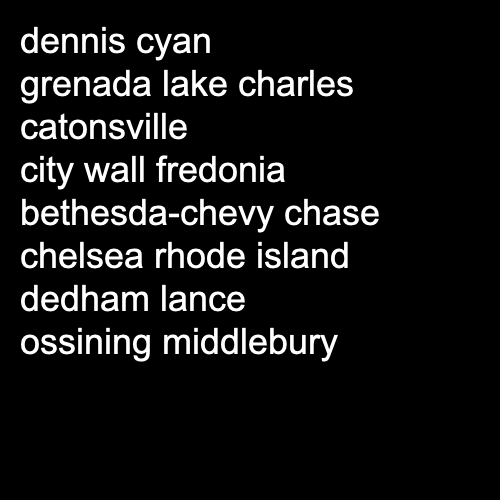 dennis cyan
grenada lake charles
catonsville
city wall fredonia
bethesda-chevy chase
chelsea rhode island
dedham lance
ossining middlebury